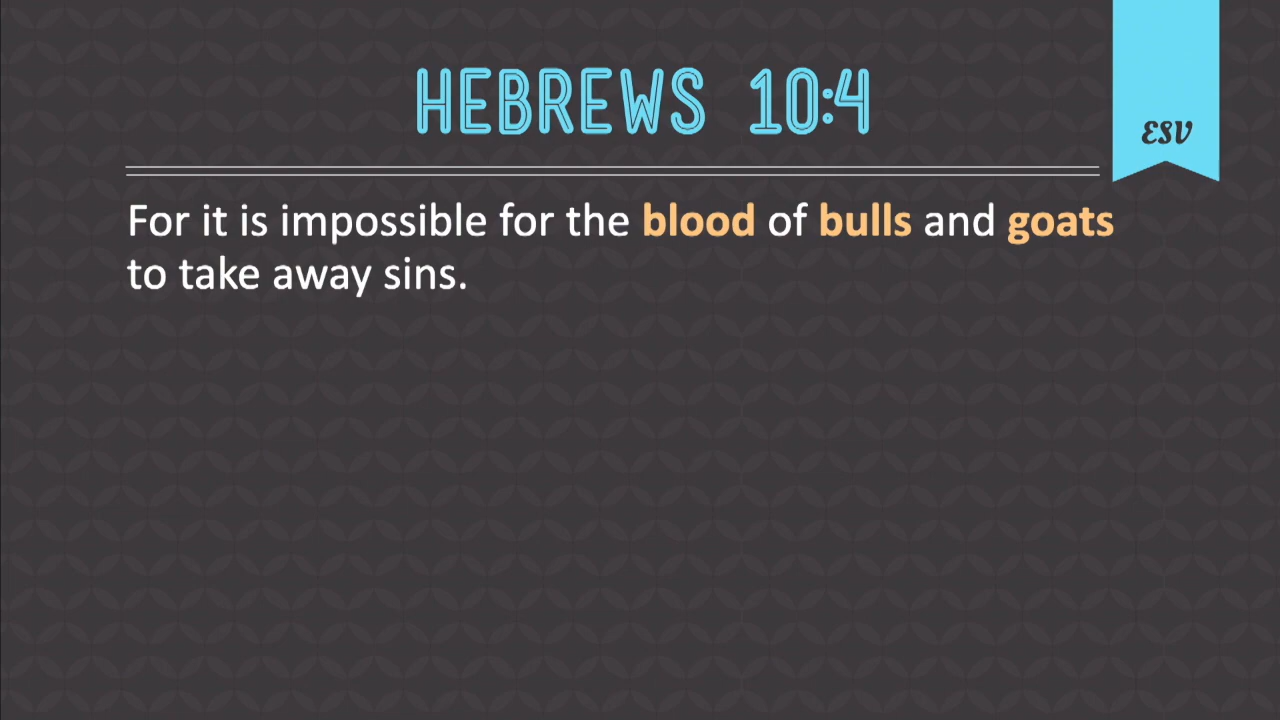 HEBREWS 10:4
ESV
For it is impossible for the blood of bulls and goats
to take away sins.